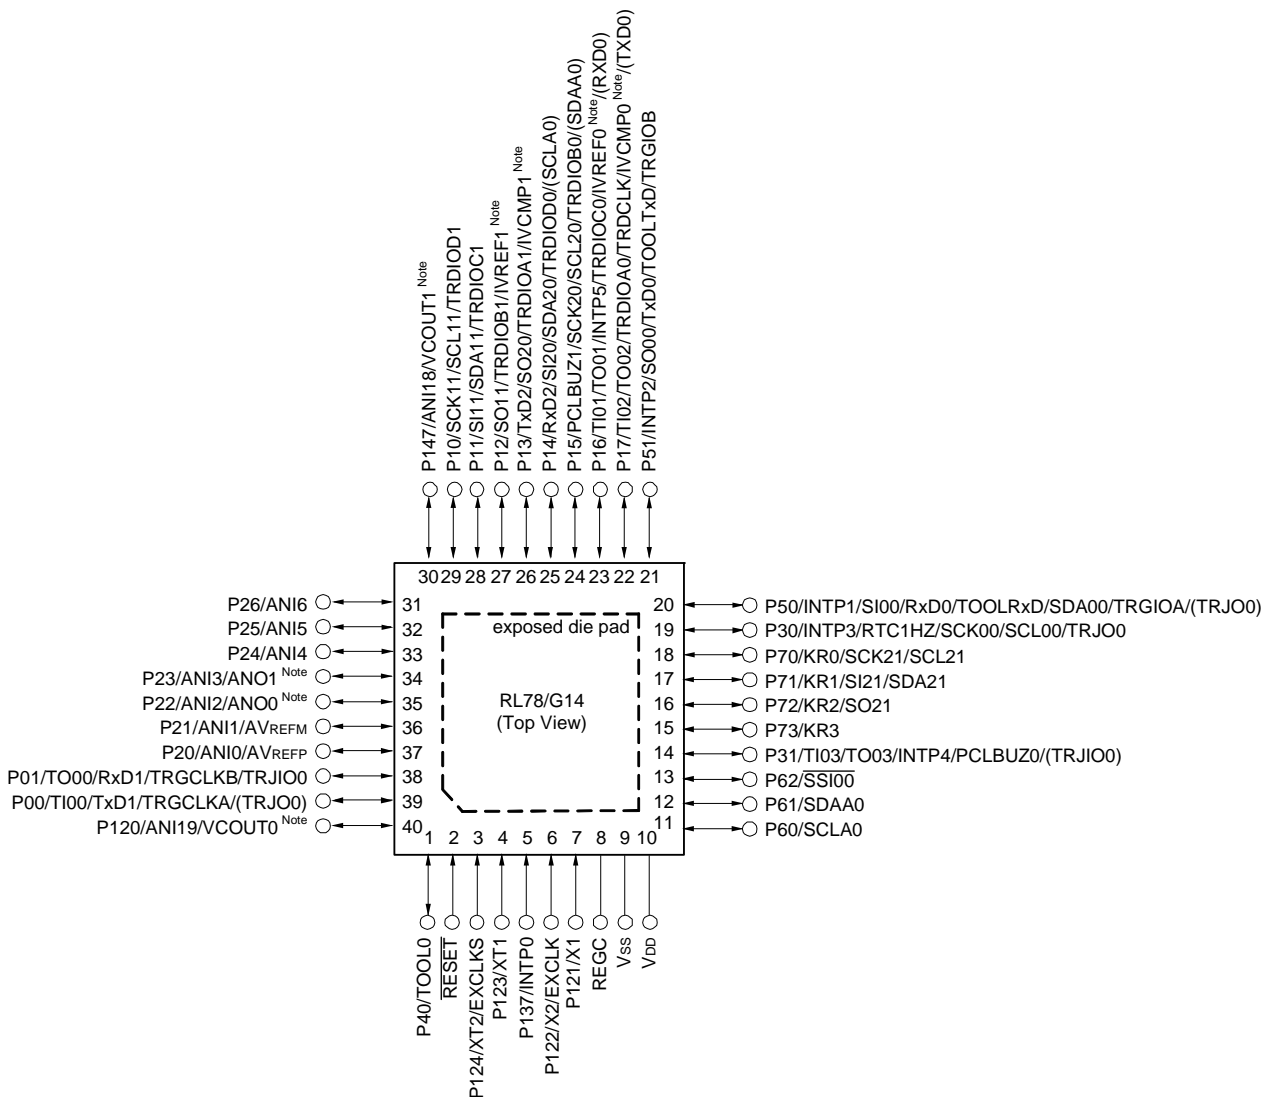 P147/ANI18/VCOUT1 Note
P10/SCK11/SCL11/TRDIOD1
P11/SI11/SDA11/TRDIOC1
P12/SO11/TRDIOB1/IVREF1 Note
P13/TxD2/SO20/TRDIOA1/IVCMP1 Note
P14/RxD2/SI20/SDA20/TRDIOD0/(SCLA0)
P15/PCLBUZ1/SCK20/SCL20/TRDIOB0/(SDAA0)
P16/TI01/TO01/INTP5/TRDIOC0/IVREF0 Note/(RXD0)
P17/TI02/TO02/TRDIOA0/TRDCLK/IVCMP0 Note/(TXD0)
P51/INTP2/SO00/TxD0/TOOLTxD/TRGIOB
30 29 28 27 26 25 24 23 22 21
P26/ANI6 31
P25/ANI5 32
P24/ANI4 33
P23/ANI3/ANO1 Note 34
P22/ANI2/ANO0 Note 35
P21/ANI1/AVREFM 36
P20/ANI0/AVREFP 37
P01/TO00/RxD1/TRGCLKB/TRJIO0 38
P00/TI00/TxD1/TRGCLKA/(TRJO0) 39
P120/ANI19/VCOUT0 Note 40
exposed die pad
RL78/G14
(Top View)
20 P50/INTP1/SI00/RxD0/TOOLRxD/SDA00/TRGIOA/(TRJO0)
19 P30/INTP3/RTC1HZ/SCK00/SCL00/TRJO0
18 P70/KR0/SCK21/SCL21
17 P71/KR1/SI21/SDA21
16 P72/KR2/SO21
15 P73/KR3
14 P31/TI03/TO03/INTP4/PCLBUZ0/(TRJIO0)
13 P62/SSI00
12 P61/SDAA0
11 P60/SCLA0
1 2 3 4 5 6 7 8 9 10
P40/TOOL0
RESET
P124/XT2/EXCLKS
P123/XT1
P137/INTP0
P122/X2/EXCLK
P121/X1
REGC
VSS
VDD